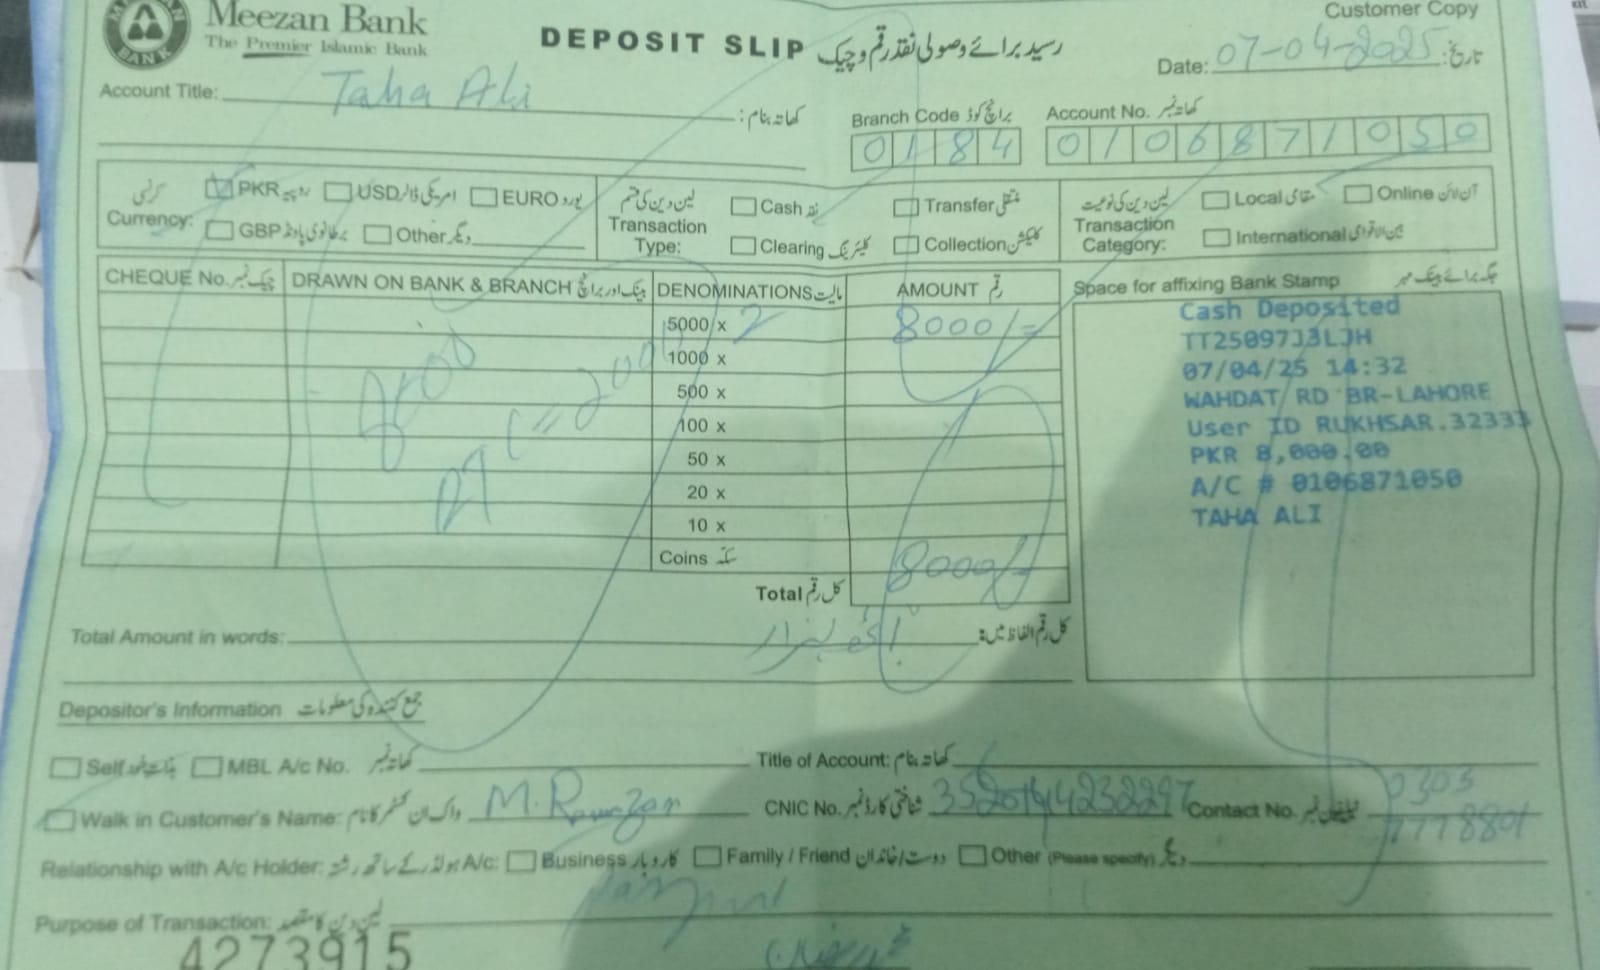 Meezan Bank
The Premier Islamic Bank
MEEZAN BANK
DEPOSIT SLIP رسید برائے وصولی نقد رقم و چیک
Customer Copy
Date: 07-04-2025 تاریخ:
Account Title: Taha Ali کھاتہ بنام:
Branch Code برانچ کوڈ
0184
Account No. کھاتہ نمبر
0106871050
کرنسی
Currency:
PKR روپیہ USD امریکی ڈالر EURO یورو
GBP برطانوی پاؤنڈ Other دیگر
لین دین کی قسم
Transaction Type:
Cash نقد Transfer منتقلی
Clearing کلیئرنگ Collection کلیکشن
لین دین کی نوعیت
Transaction Category:
Local مقامی Online آن لائن
International بین الاقوامی
CHEQUE No. چیک نمبر DRAWN ON BANK & BRANCH بینک اور برانچ DENOMINATIONS مالیت AMOUNT رقم
5000 x 2 8000/=
1000 x
500 x
100 x
50 x
20 x
10 x
Coins سکہ
Total کل رقم 8000/-
8000
2000
Space for affixing Bank Stamp جگہ برائے بینک مہر
Cash Deposited
TT25097J3LJH
07/04/25 14:32
WAHDAT RD BR-LAHORE
User ID RUKHSAR.32333
PKR 8,000.00
A/C # 0106871050
TAHA ALI
Total Amount in words: کل رقم الفاظ میں:
Depositor's Information جمع کنندہ کی معلومات
Self بذات خود MBL A/c No. کھاتہ نمبر Title of Account: کھاتہ بنام:
Walk in Customer's Name: واک ان کسٹمر کا نام M. Ramzan CNIC No. شناختی کارڈ نمبر Contact No. ٹیلیفون نمبر 0303
7778801
Relationship with A/c Holder: اکاؤنٹ ہولڈر کے ساتھ رشتہ A/c: Business کاروبار Family / Friend دوست/خاندان Other (Please specify) دیگر
Purpose of Transaction: لین دین کا مقصد:
4273915